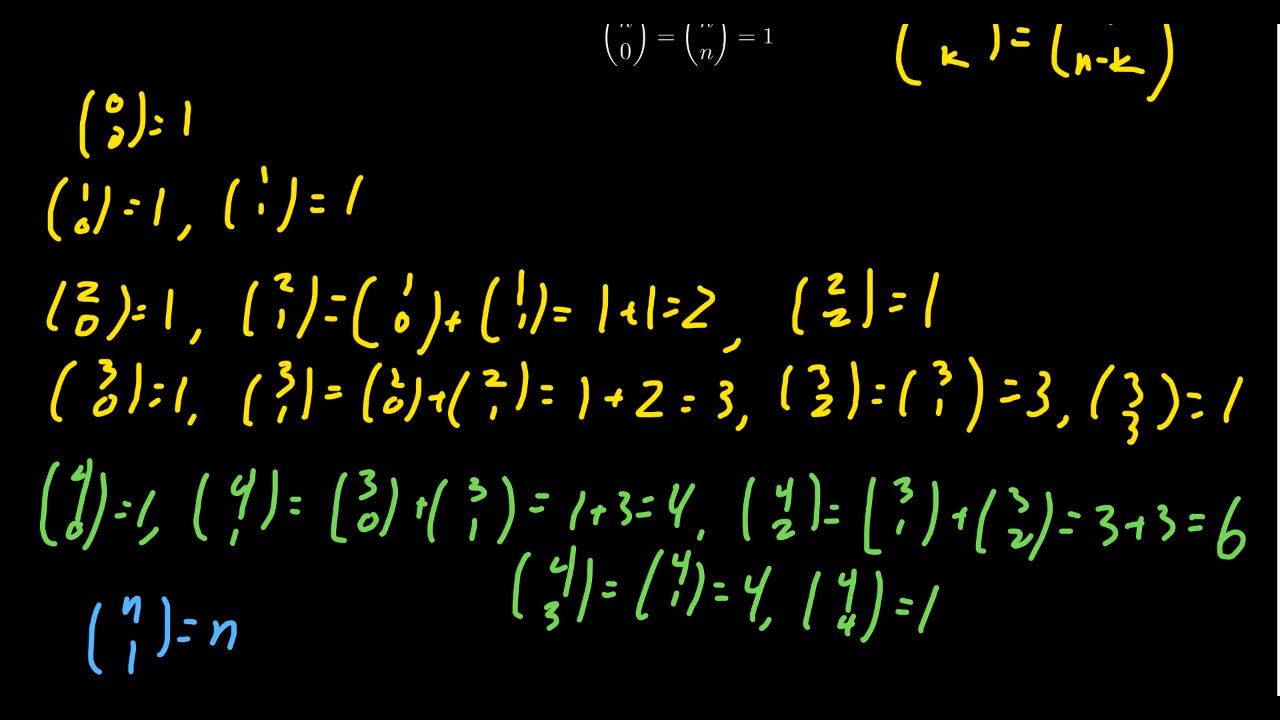 (n 0) = (n n) = 1
( k) = ( n-k)
(0 0) = 1
(1 0) = 1, (1 1) = 1
(2 0) = 1, (2 1) = (1 0) + (1 1) = 1+1=2, (2 2) = 1
(3 0) = 1, (3 1) = (2 0) + (2 1) = 1+2=3, (3 2) = (3 1) = 3, (3 3) = 1
(4 0) = 1, (4 1) = (3 0) + (3 1) = 1+3=4, (4 2) = (3 1) + (3 2) = 3+3=6
(4 3) = (4 1) = 4, (4 4) = 1
(n 1) = n